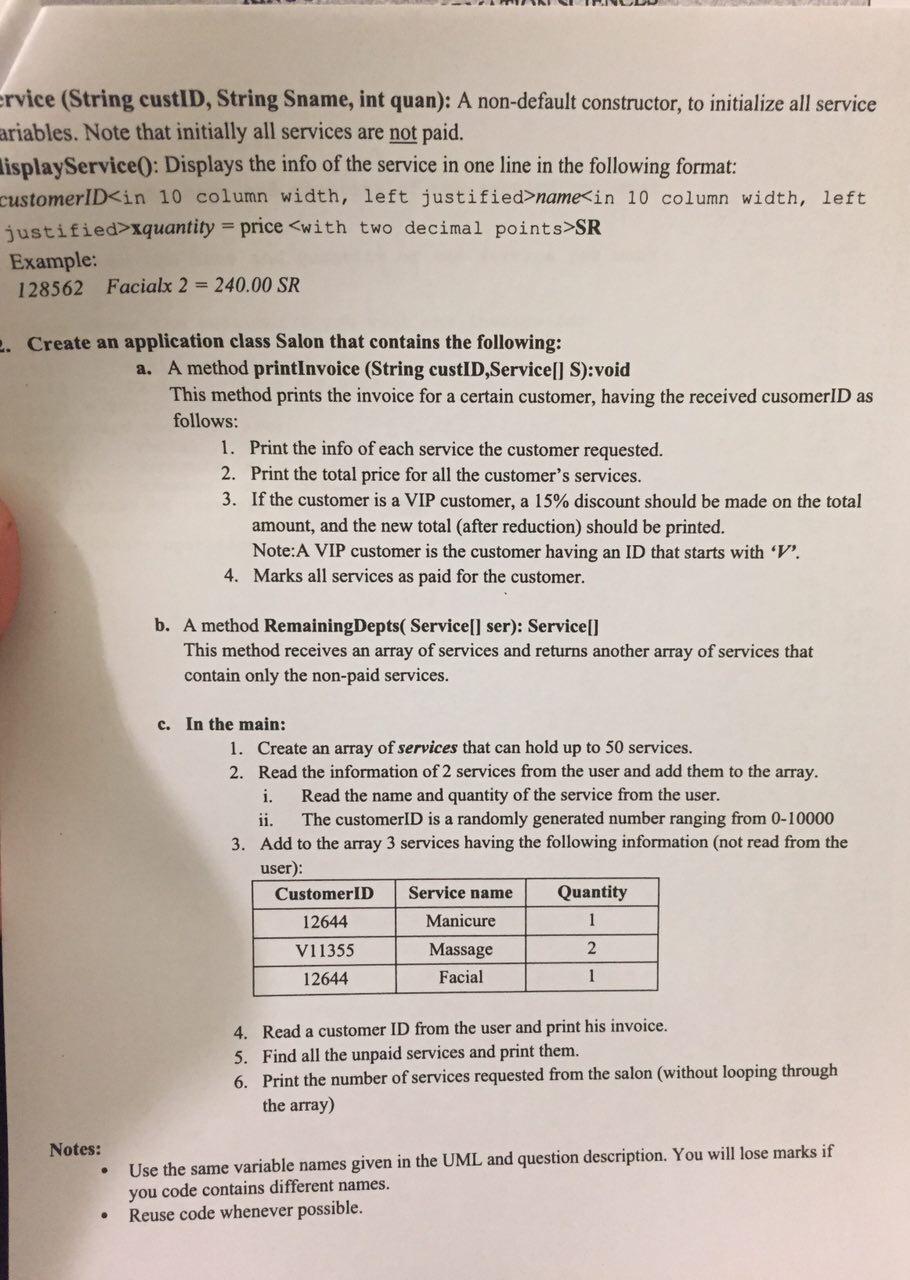 ervice (String custID, String Sname, int quan): A non-default constructor, to initialize all service
ariables. Note that initially all services are not paid.
displayService(): Displays the info of the service in one line in the following format:
customerID<in 10 column width, left justified>name<in 10 column width, left
justified>xquantity = price <with two decimal points>SR
Example:
128562 Facialx 2 = 240.00 SR
2. Create an application class Salon that contains the following:
a. A method printInvoice (String custID,Service[] S):void
This method prints the invoice for a certain customer, having the received cusomerID as
follows:
1. Print the info of each service the customer requested.
2. Print the total price for all the customer's services.
3. If the customer is a VIP customer, a 15% discount should be made on the total
amount, and the new total (after reduction) should be printed.
Note:A VIP customer is the customer having an ID that starts with 'V'.
4. Marks all services as paid for the customer.
b. A method RemainingDepts( Service[] ser): Service[]
This method receives an array of services and returns another array of services that
contain only the non-paid services.
c. In the main:
1. Create an array of services that can hold up to 50 services.
2. Read the information of 2 services from the user and add them to the array.
i. Read the name and quantity of the service from the user.
ii. The customerID is a randomly generated number ranging from 0-10000
3. Add to the array 3 services having the following information (not read from the
user):
CustomerID Service name Quantity
12644 Manicure 1
V11355 Massage 2
12644 Facial 1
4. Read a customer ID from the user and print his invoice.
5. Find all the unpaid services and print them.
6. Print the number of services requested from the salon (without looping through
the array)
Notes:
• Use the same variable names given in the UML and question description. You will lose marks if
you code contains different names.
• Reuse code whenever possible.